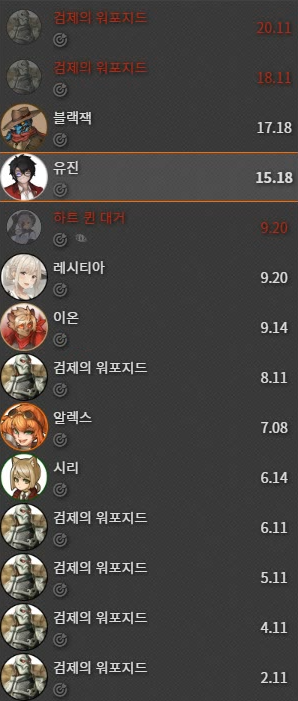 검제의 워포지드 20.11
검제의 워포지드 18.11
블랙잭 17.18
유진 15.18
하트 퀸 대거 9.20
레시티아 9.20
이온 9.14
검제의 워포지드 8.11
알렉스 7.08
시리 6.14
검제의 워포지드 6.11
검제의 워포지드 5.11
검제의 워포지드 4.11
검제의 워포지드 2.11